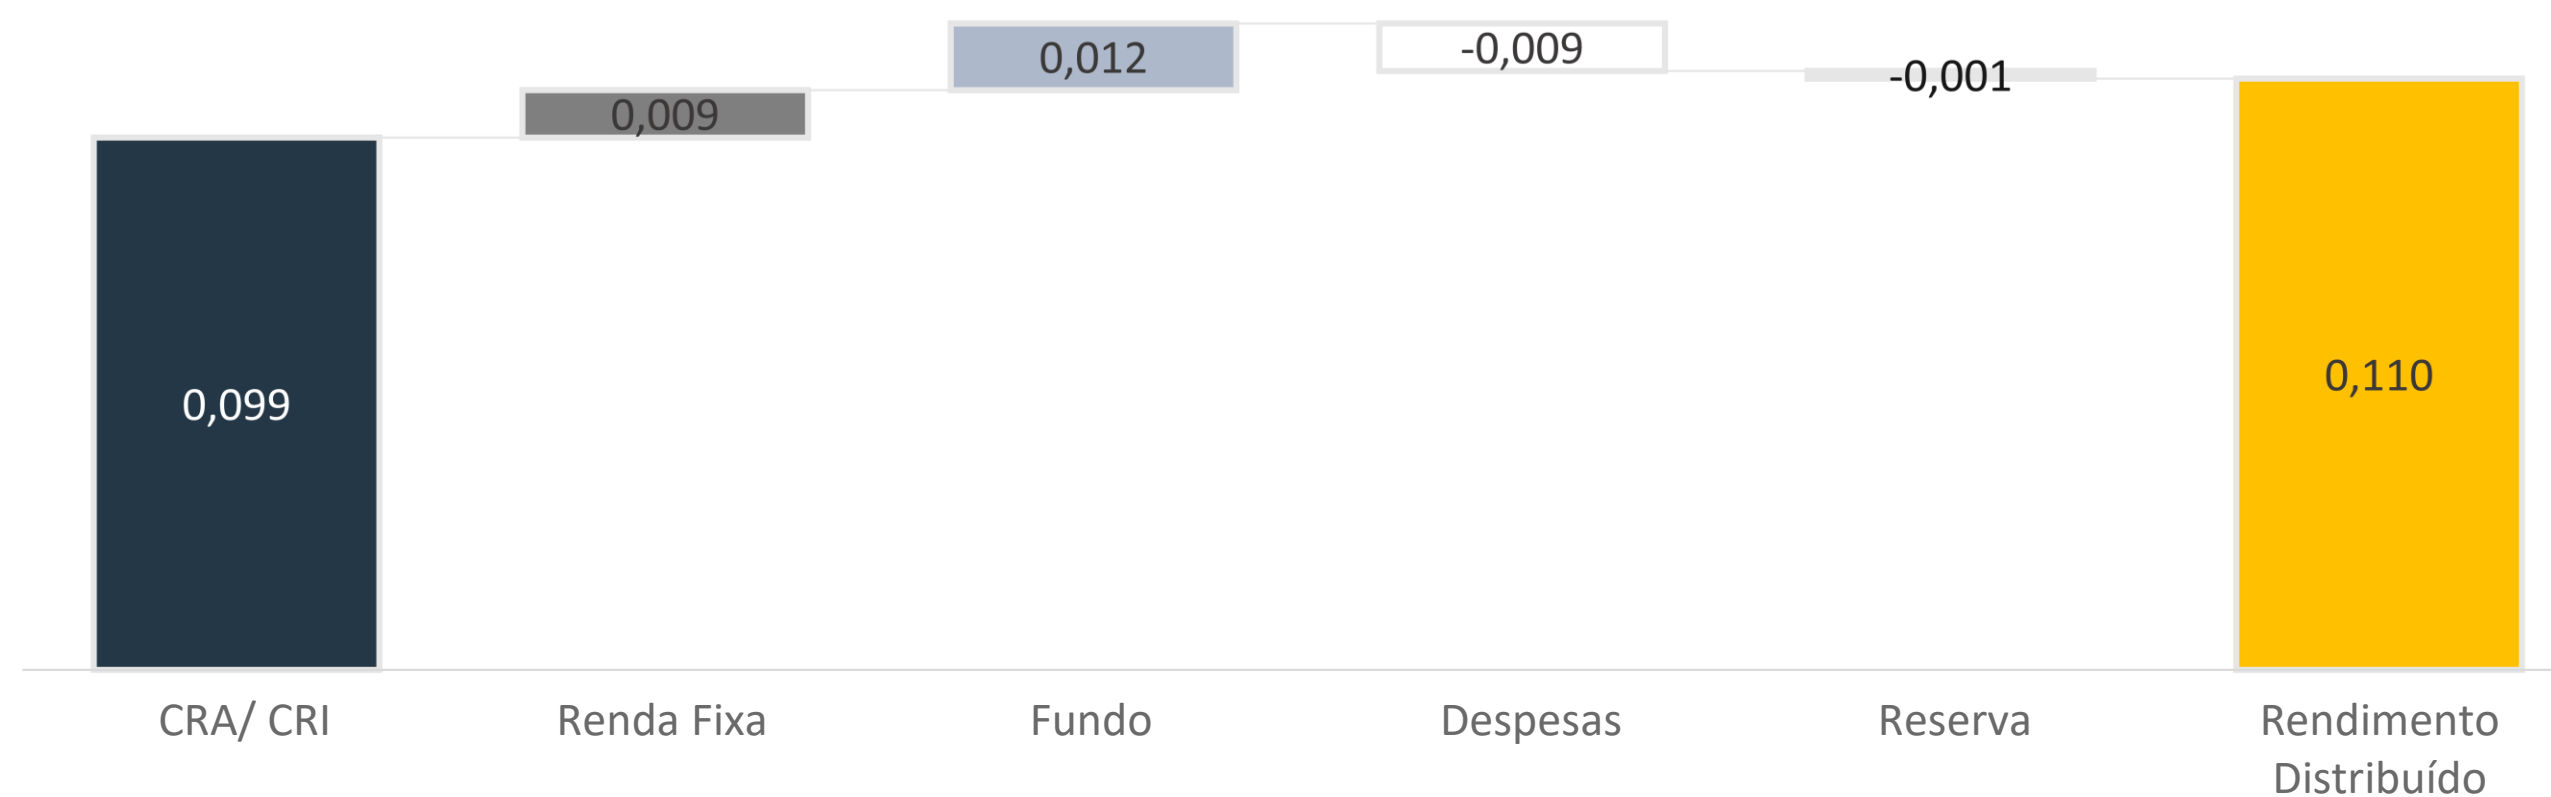 0,012
-0,009
-0,001
0,009
0,099
0,110
CRA/ CRI
Renda Fixa
Fundo
Despesas
Reserva
Rendimento
Distribuído